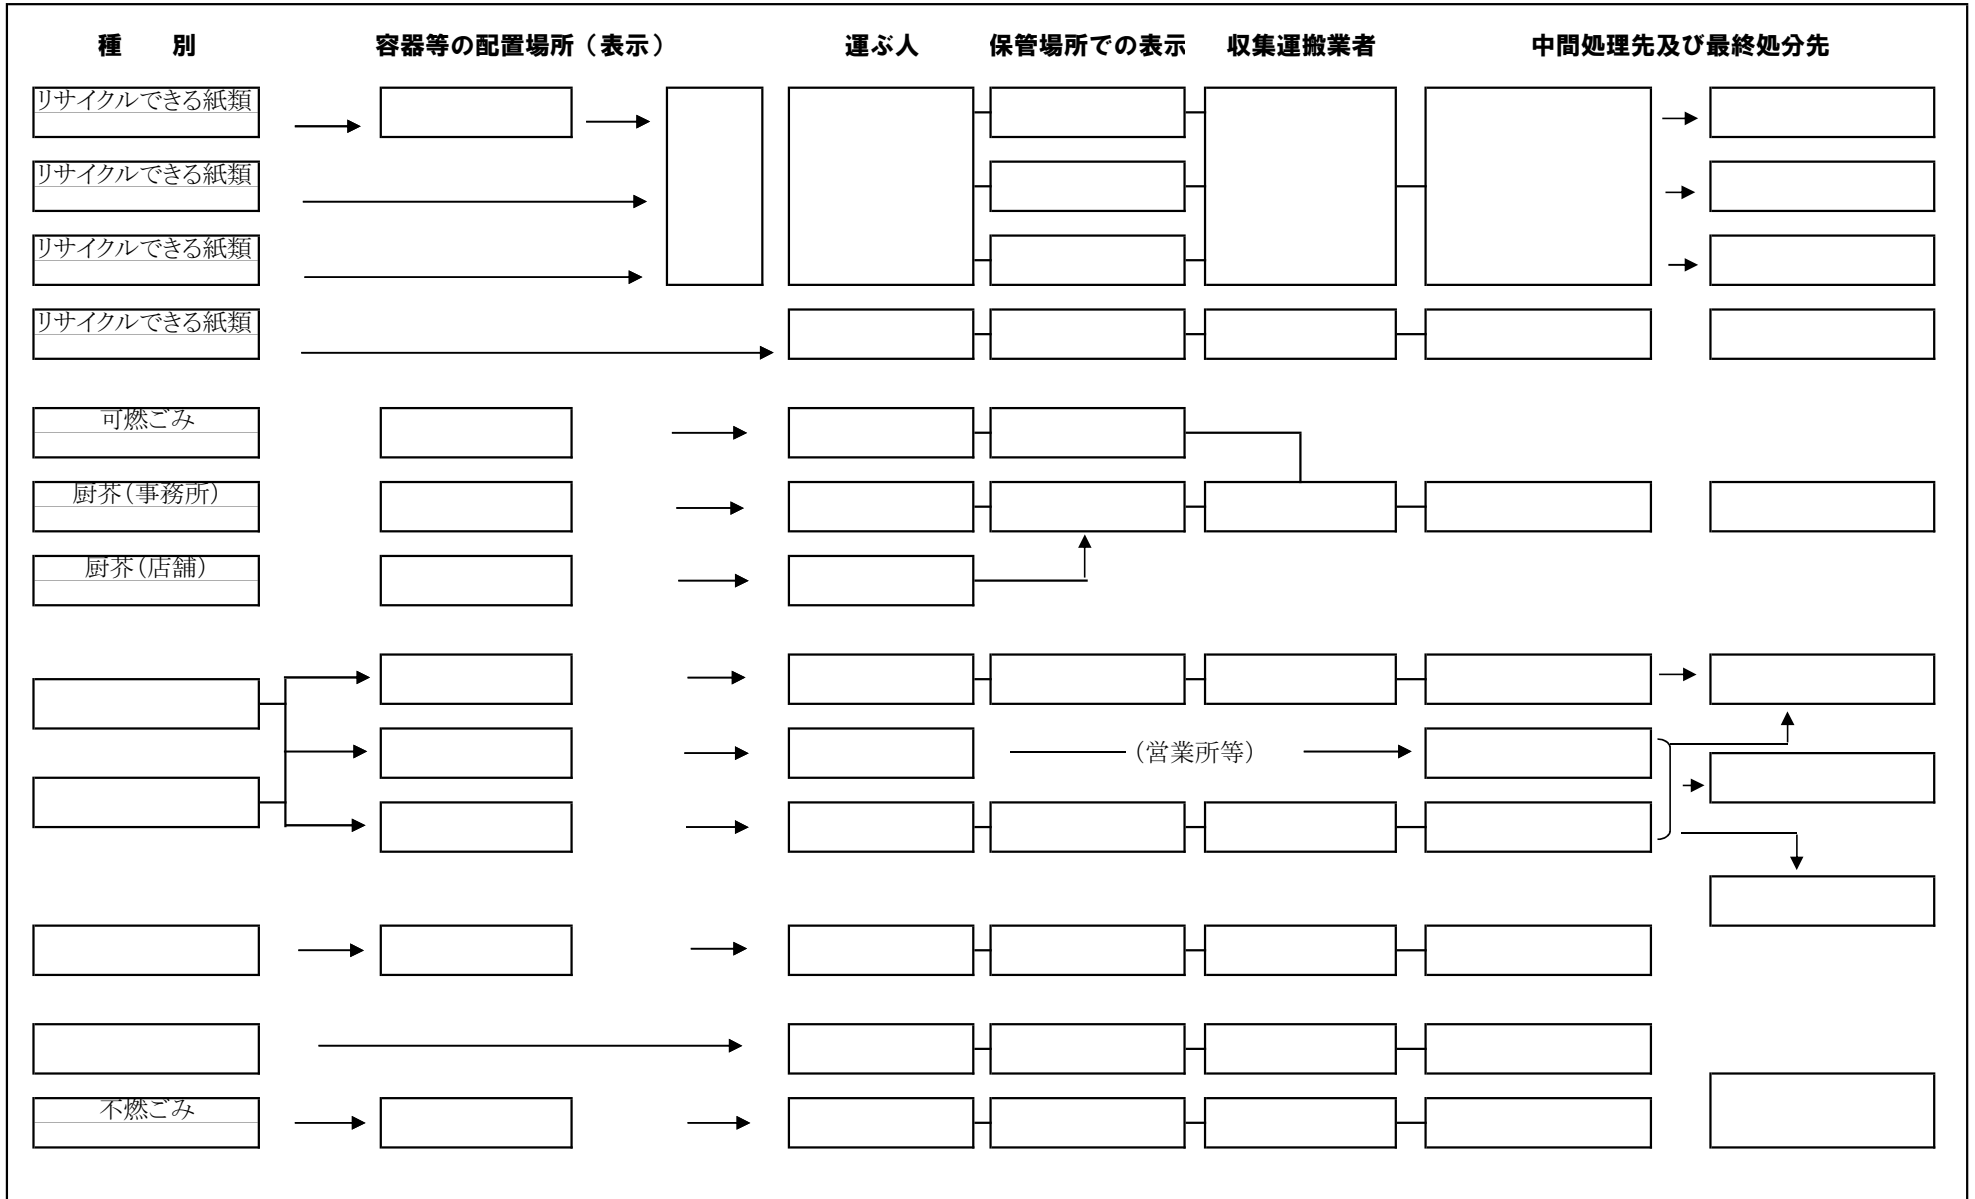 種　別　容器等の配置場所（表示）　運ぶ人　保管場所での表示　収集運搬業者　中間処理先及び最終処分先
リサイクルできる紙類
リサイクルできる紙類
リサイクルできる紙類
リサイクルできる紙類
可燃ごみ
厨芥（事務所）
厨芥（店舗）
（営業所等）
不燃ごみ